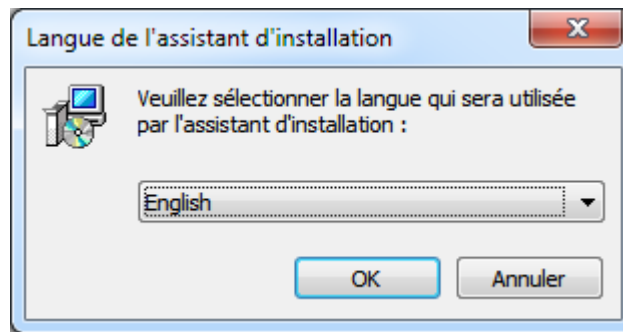 Langue de l'assistant d'installation
Veuillez sélectionner la langue qui sera utilisée
par l'assistant d'installation :
English
OK
Annuler